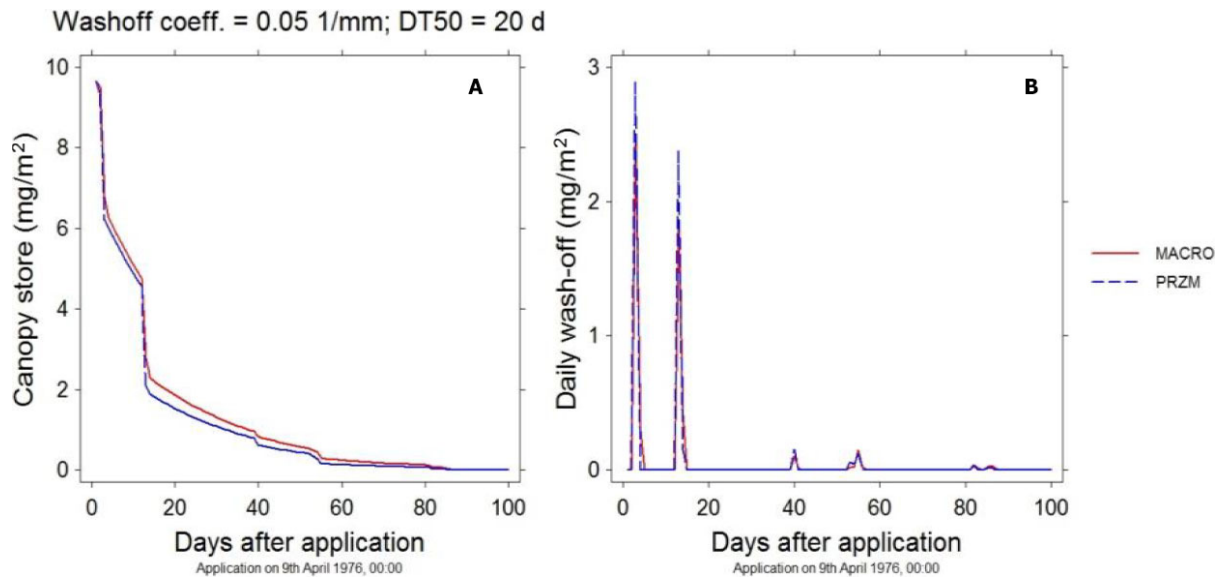 Washoff coeff. = 0.05 1/mm; DT50 = 20 d
A
Canopy store (mg/m²)
10
8
6
4
2
0
0 20 40 60 80 100
Days after application
Application on 9th April 1976, 00:00
B
Daily wash-off (mg/m²)
3
2
1
0
0 20 40 60 80 100
Days after application
Application on 9th April 1976, 00:00
MACRO
PRZM